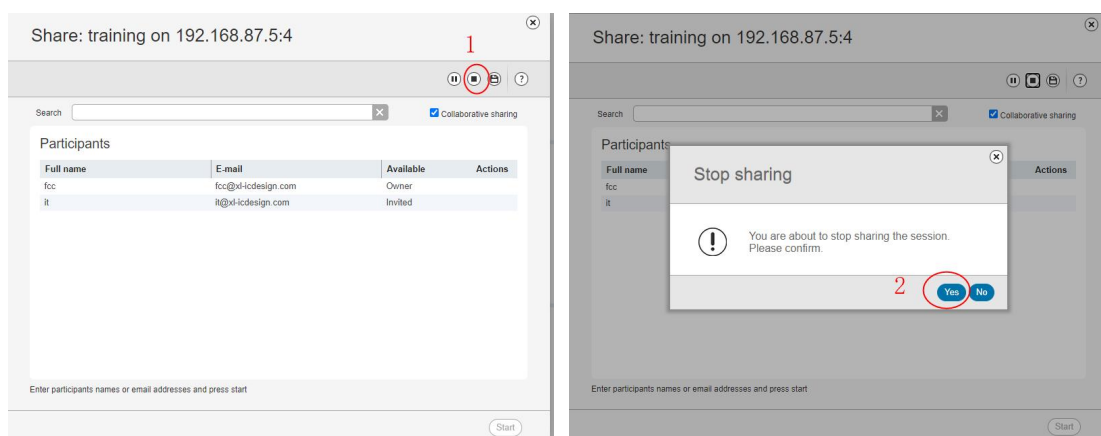 Share: training on 192.168.87.5:4
1
Search
Collaborative sharing
Participants
Full name E-mail Available Actions
fcc fcc@xl-icdesign.com Owner
it it@xl-icdesign.com Invited
Enter participants names or email addresses and press start
Start
Share: training on 192.168.87.5:4
Search
Collaborative sharing
Participants
Full name Actions
fcc
it
Stop sharing
You are about to stop sharing the session.
Please confirm.
2
Yes No
Enter participants names or email addresses and press start
Start